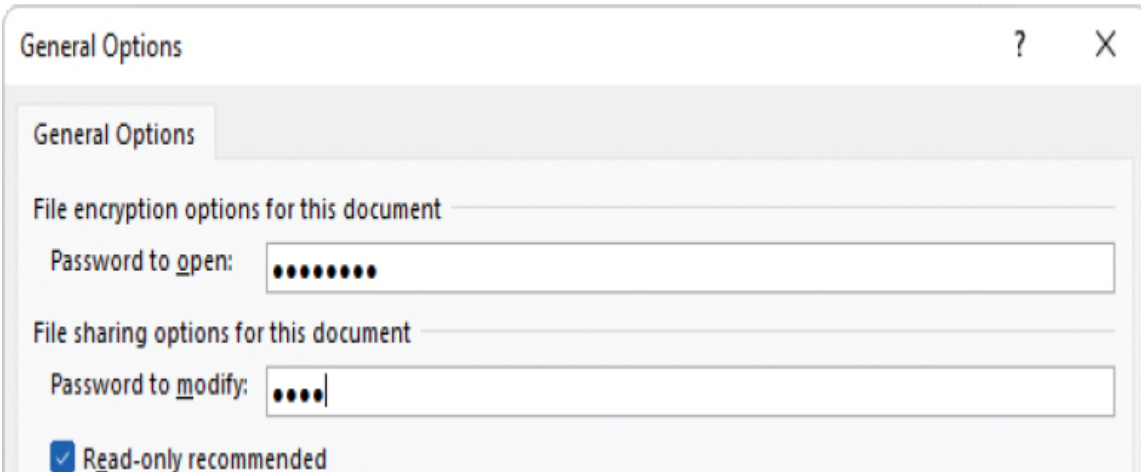 General Options ? X
General Options
File encryption options for this document
Password to open: ••••••••
File sharing options for this document
Password to modify: ••••
Read-only recommended